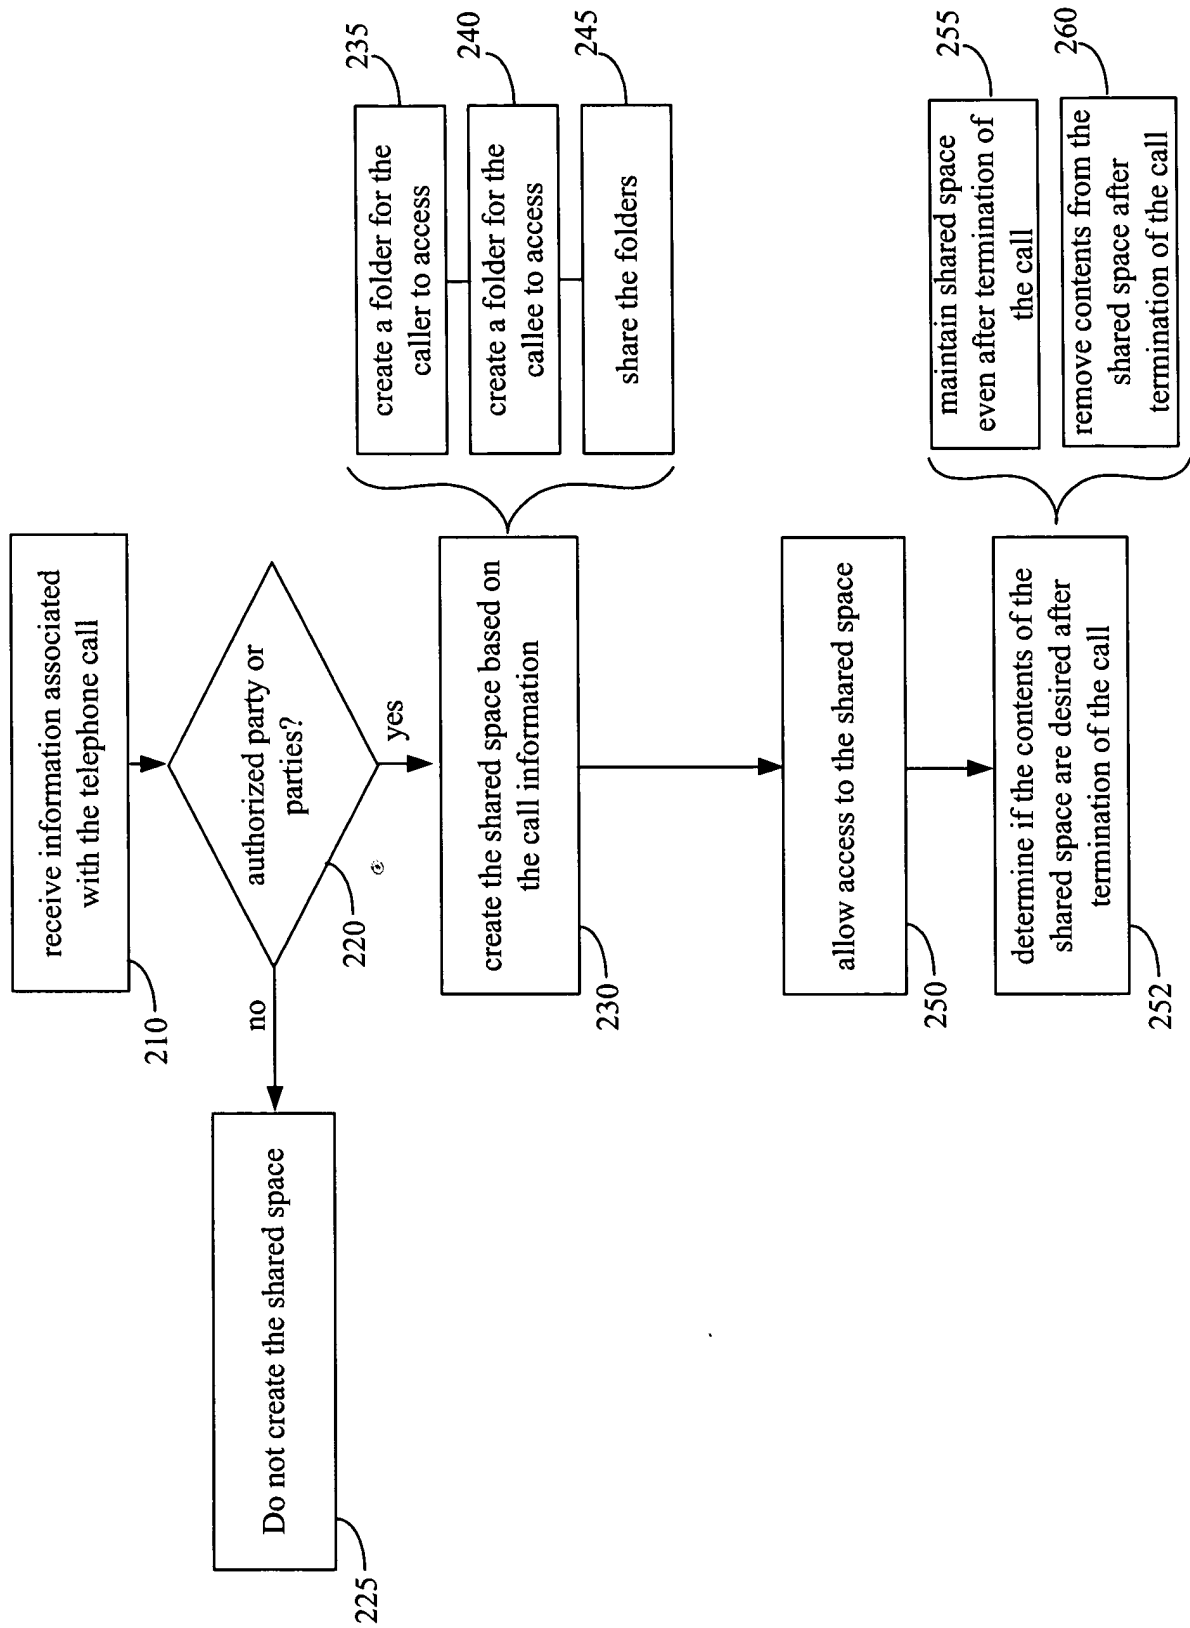 receive information associated
with the telephone call
210
authorized party or
parties?
220
no
yes
Do not create the shared space
225
create the shared space based on
the call information
230
create a folder for the
caller to access
235
create a folder for the
callee to access
240
share the folders
245
allow access to the shared space
250
determine if the contents of the
shared space are desired after
termination of the call
252
maintain shared space
even after termination of
the call
255
remove contents from the
shared space after
termination of the call
260